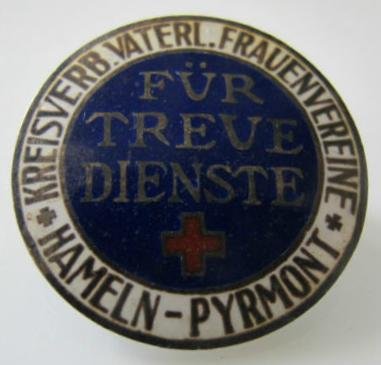 KREISVERB. VATERL. FRAUENVEREINE
* HAMELN-PYRMONT *
FÜR
TREUE
DIENSTE